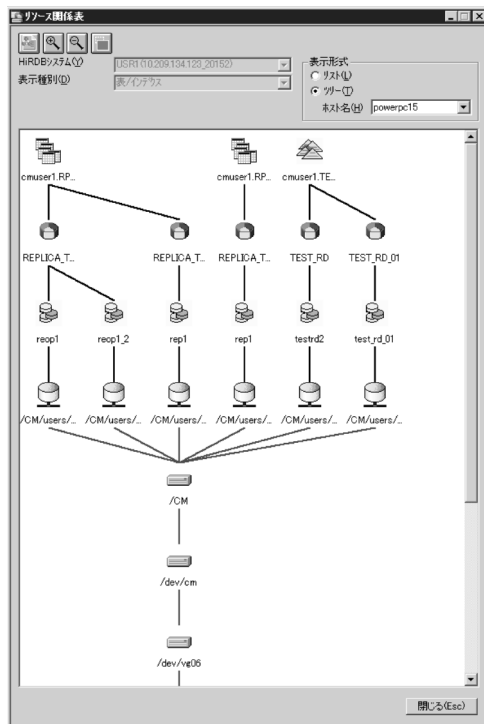 リソース関係表
HiRDBシステム(Y)
USR1(10.209.134.123_20152)
表示種別(D)
表/インデクス
表示形式
リスト(L)
ツリー(T)
ホスト名(H) powerpc15
cmuser1.RP... cmuser1.RP... cmuser1.TE...
REPLICA_T... REPLICA_T... REPLICA_T... TEST_RD TEST_RD_01
reop1 reop1_2 rep1 rep1 testrd2 test_rd_01
/CM/users/... /CM/users/... /CM/users/... /CM/users/... /CM/users/... /CM/users/...
/CM
/dev/cm
/dev/vg06
閉じる(Esc)